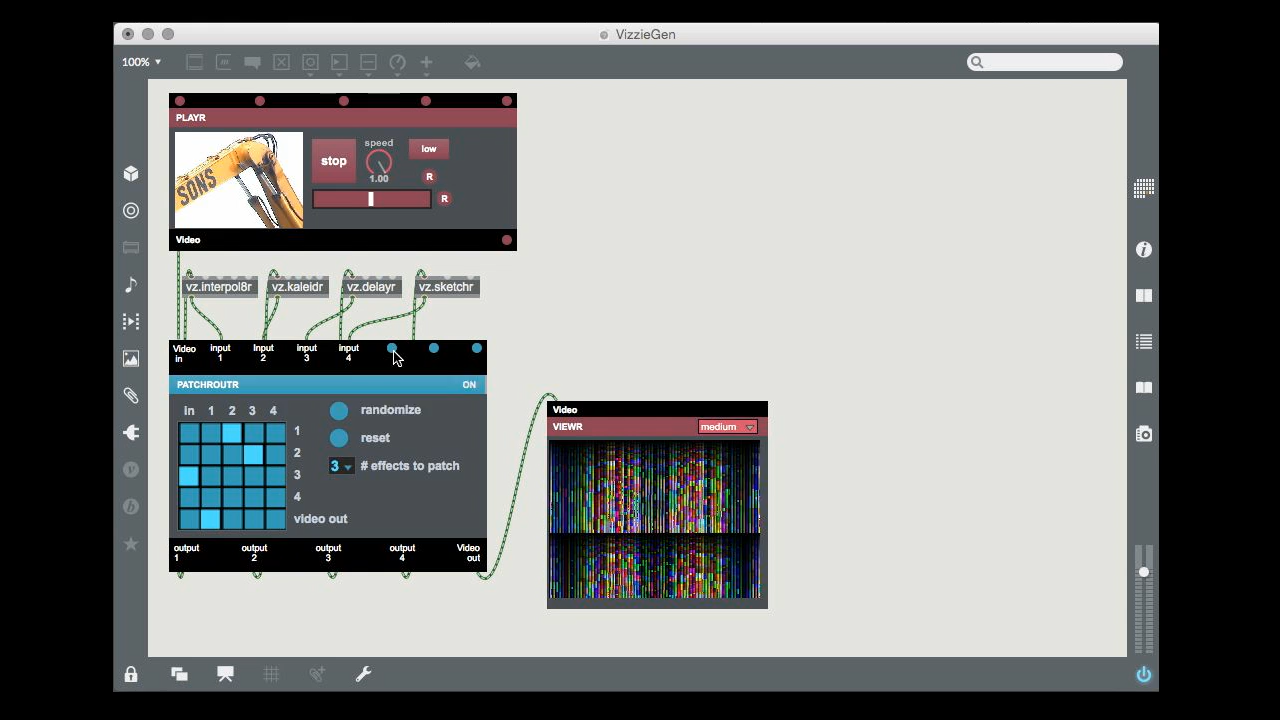 VizzieGen
100%
PLAYR
SONS
stop
speed
1.00
low
R
R
Video
vz.interpol8r
vz.kaleidr
vz.delayr
vz.sketchr
Video in
input 1
Input 2
input 3
input 4
PATCHROUTR
ON
in 1 2 3 4
1
2
3
4
video out
randomize
reset
3 # effects to patch
output 1
output 2
output 3
output 4
Video out
Video
VIEWR
medium